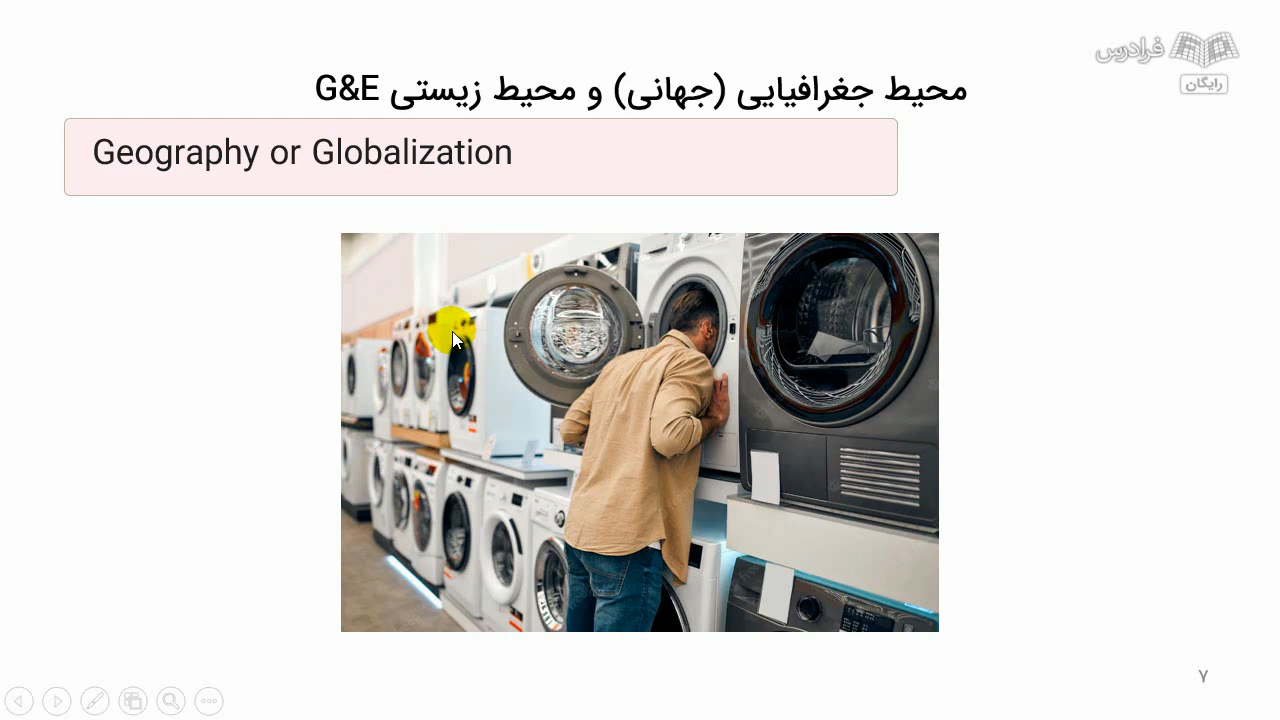 فرادرس
رایگان
محیط جغرافیایی (جهانی) و محیط زیستی G&E
Geography or Globalization
۷